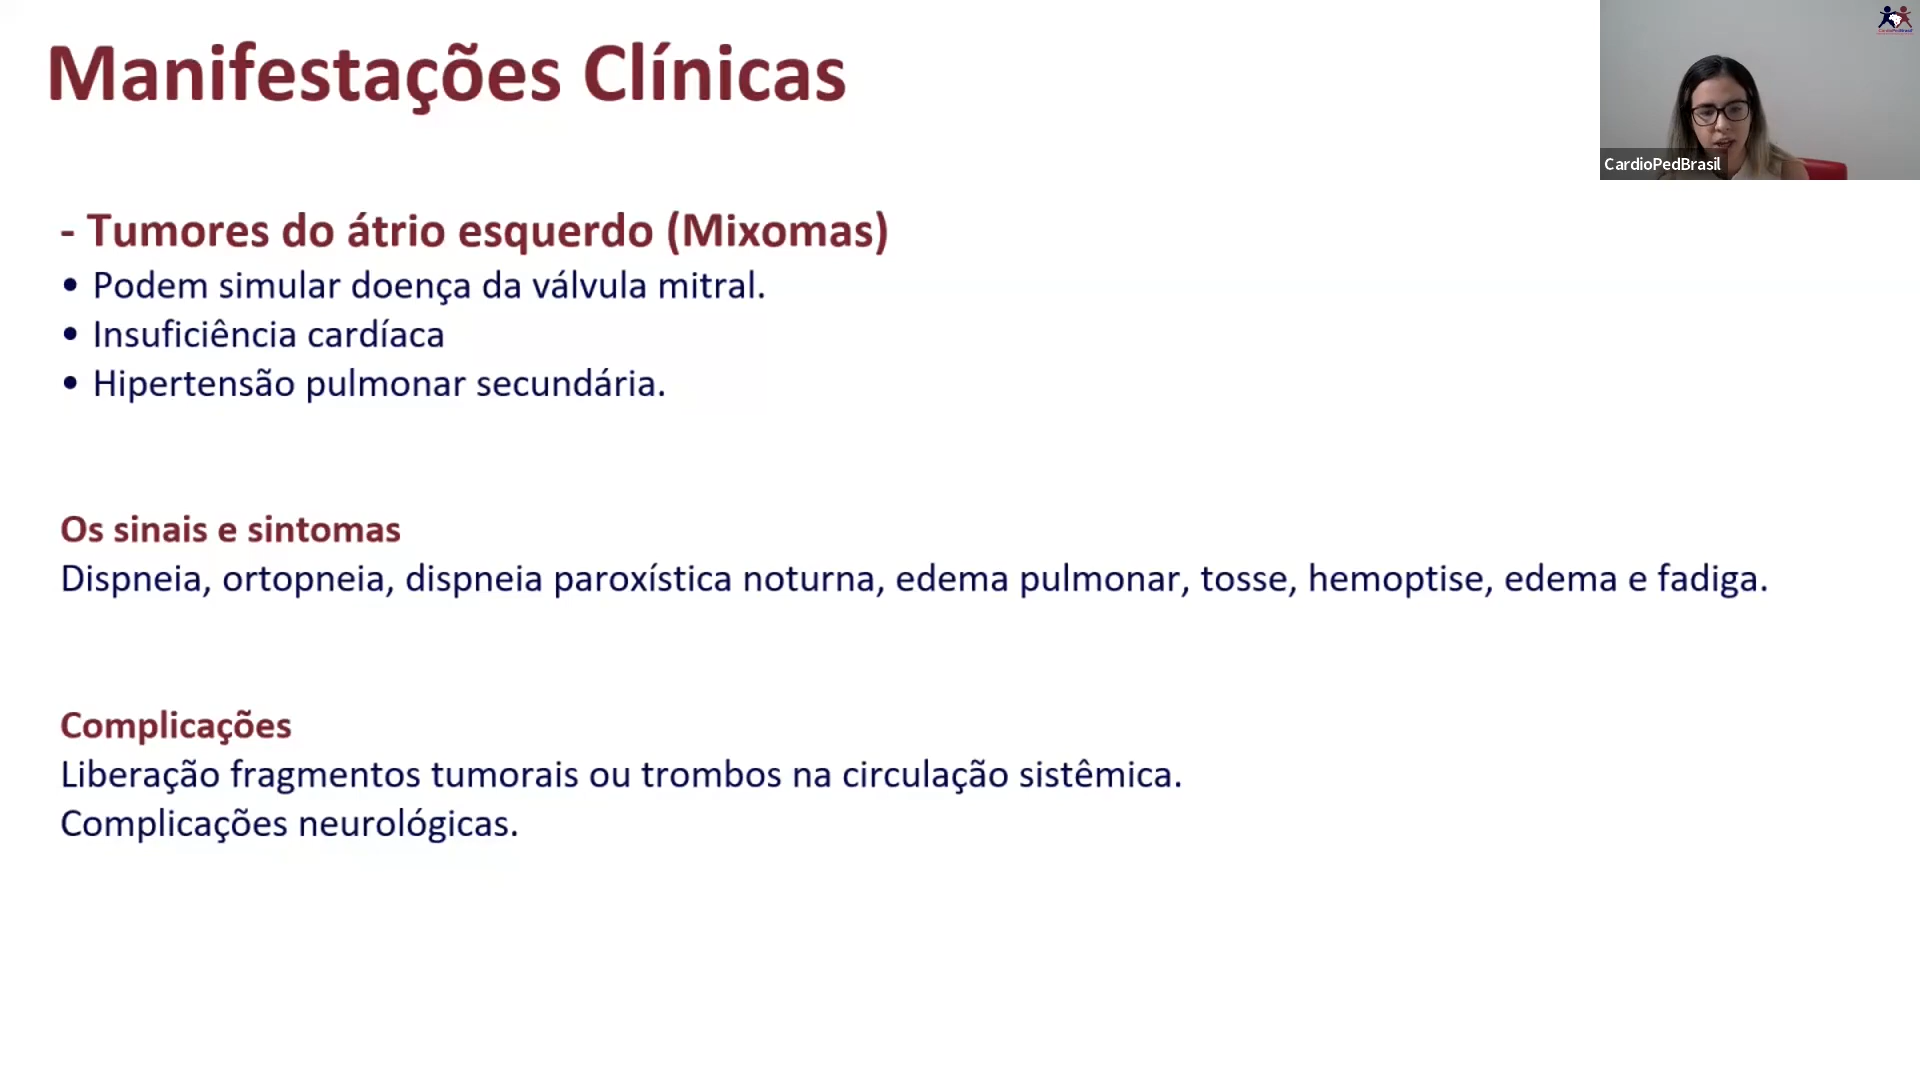 Manifestações Clínicas
CardioPedBrasil
CardioPedBrasil
- Tumores do átrio esquerdo (Mixomas)
• Podem simular doença da válvula mitral.
• Insuficiência cardíaca
• Hipertensão pulmonar secundária.
Os sinais e sintomas
Dispneia, ortopneia, dispneia paroxística noturna, edema pulmonar, tosse, hemoptise, edema e fadiga.
Complicações
Liberação fragmentos tumorais ou trombos na circulação sistêmica.
Complicações neurológicas.